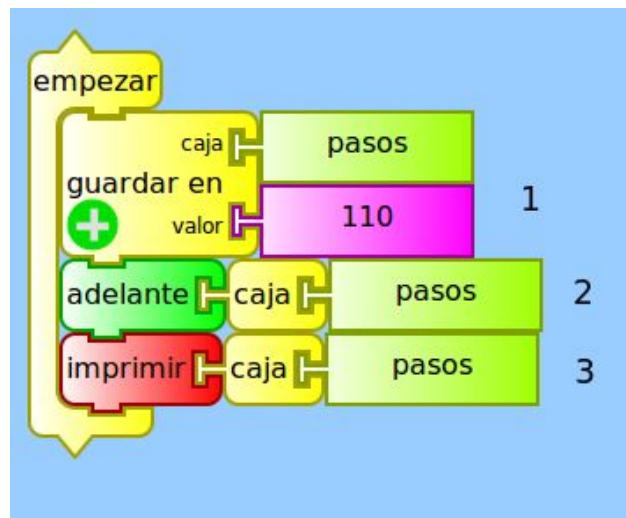 empezar
caja pasos
guardar en 1
valor 110
adelante caja pasos 2
imprimir caja pasos 3